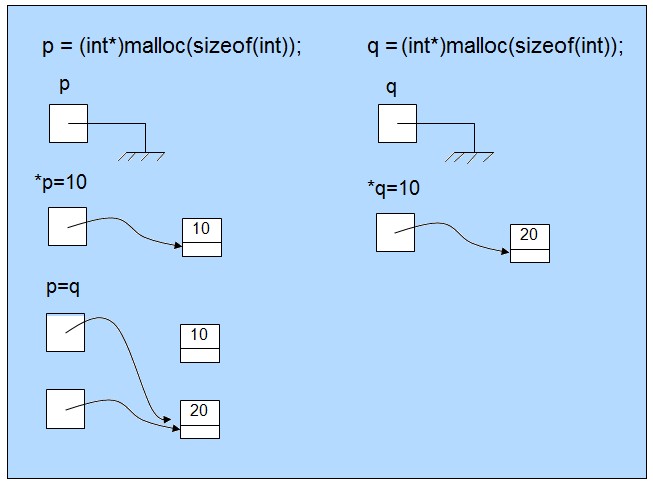 p = (int*)malloc(sizeof(int));
q = (int*)malloc(sizeof(int));
p
q
*p=10
*q=10
10
20
p=q
10
20